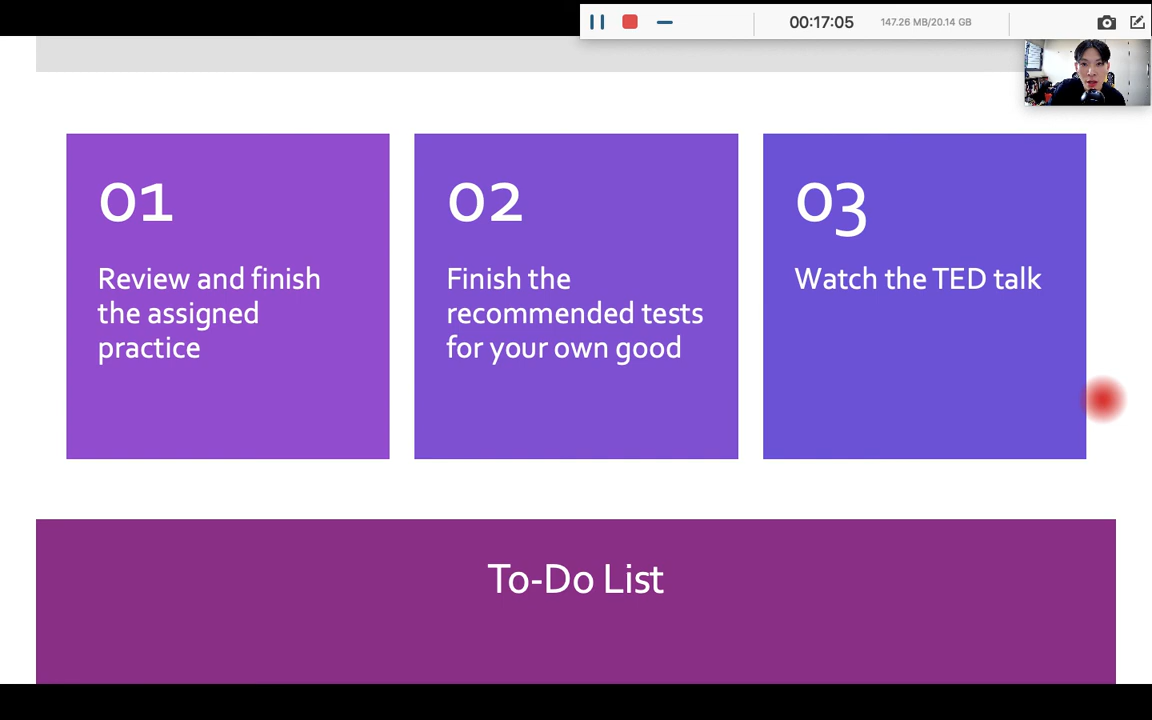 00:17:05
147.26 MB/20.14 GB
01
Review and finish
the assigned
practice
02
Finish the
recommended tests
for your own good
03
Watch the TED talk
To-Do List